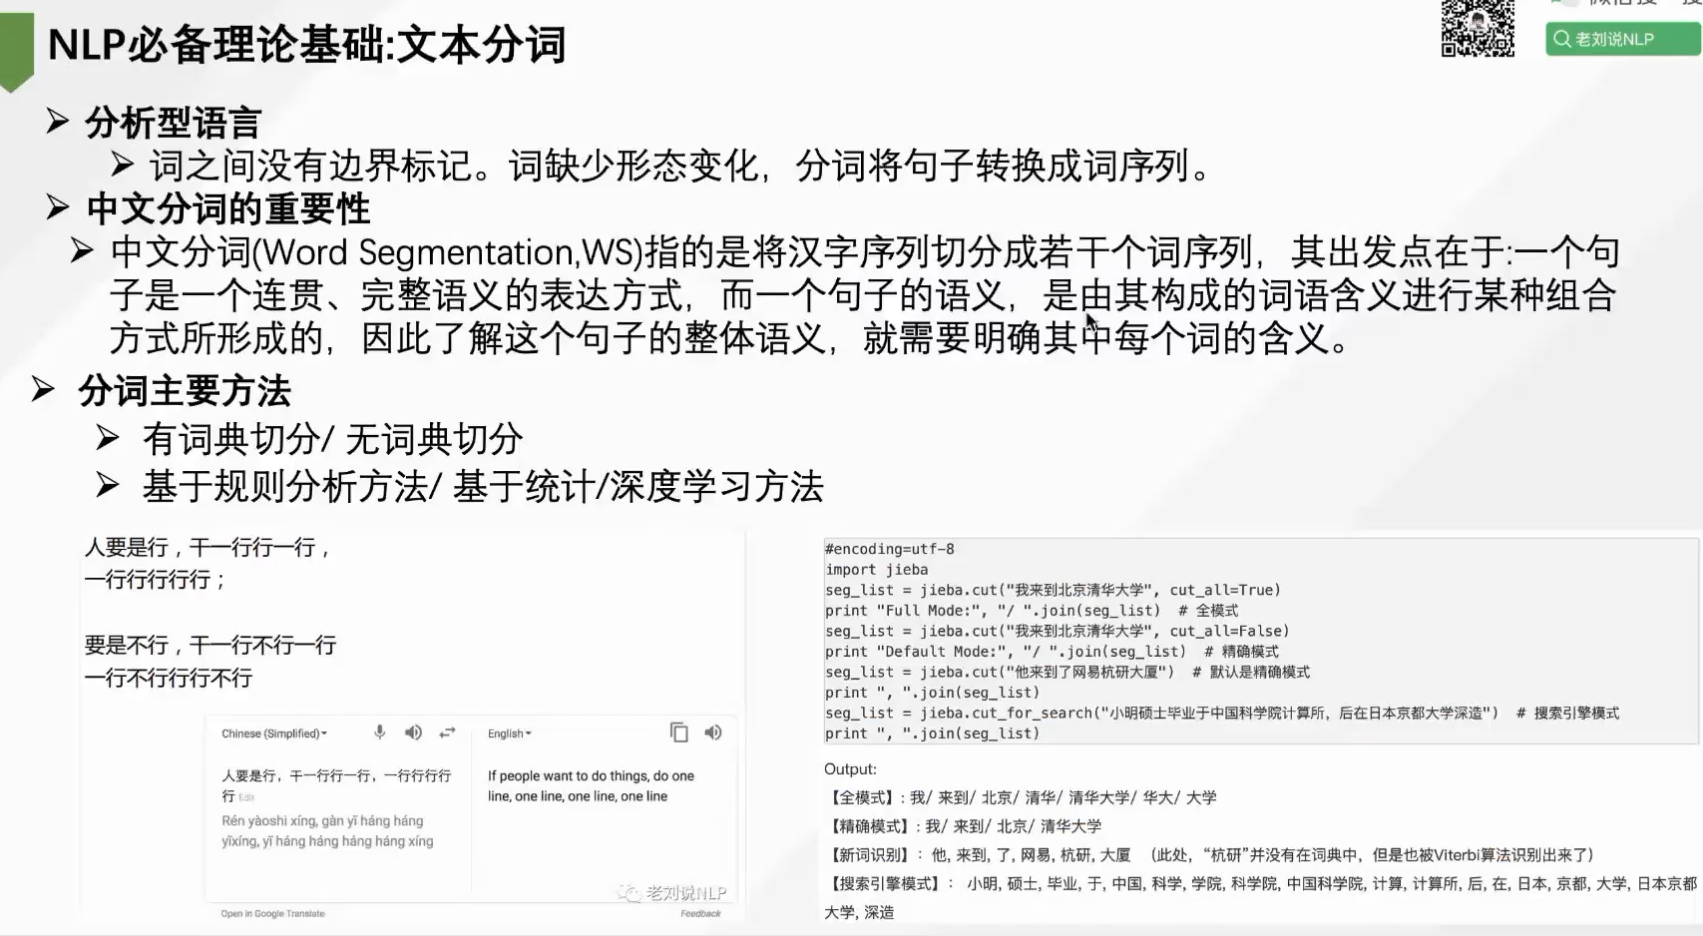 NLP必备理论基础:文本分词
老刘说NLP
分析型语言
词之间没有边界标记。词缺少形态变化，分词将句子转换成词序列。
中文分词的重要性
中文分词(Word Segmentation,WS)指的是将汉字序列切分成若干个词序列，其出发点在于:一个句
子是一个连贯、完整语义的表达方式，而一个句子的语义，是由其构成的词语含义进行某种组合
方式所形成的，因此了解这个句子的整体语义，就需要明确其中每个词的含义。
分词主要方法
有词典切分/ 无词典切分
基于规则分析方法/ 基于统计/深度学习方法
人要是行，干一行行一行，
一行行行行行；
要是不行，干一行不行一行
一行不行行行不行
Chinese (Simplified)
English
人要是行，干一行行一行，一行行行行
行 Edit
Rén yàoshi xíng, gàn yī háng háng
yīxíng, yī háng háng háng háng xíng
If people want to do things, do one
line, one line, one line, one line
老刘说NLP
Open in Google Translate
Feedback
#encoding=utf-8
import jieba
seg_list = jieba.cut("我来到北京清华大学", cut_all=True)
print "Full Mode:", "/ ".join(seg_list)  # 全模式
seg_list = jieba.cut("我来到北京清华大学", cut_all=False)
print "Default Mode:", "/ ".join(seg_list)  # 精确模式
seg_list = jieba.cut("他来到了网易杭研大厦")  # 默认是精确模式
print ", ".join(seg_list)
seg_list = jieba.cut_for_search("小明硕士毕业于中国科学院计算所，后在日本京都大学深造")  # 搜索引擎模式
print ", ".join(seg_list)
Output:
【全模式】: 我/ 来到/ 北京/ 清华/ 清华大学/ 华大/ 大学
【精确模式】: 我/ 来到/ 北京/ 清华大学
【新词识别】：他, 来到, 了, 网易, 杭研, 大厦 （此处，“杭研”并没有在词典中，但是也被Viterbi算法识别出来了）
【搜索引擎模式】： 小明, 硕士, 毕业, 于, 中国, 科学, 学院, 科学院, 中国科学院, 计算, 计算所, 后, 在, 日本, 京都, 大学, 日本京都
大学, 深造